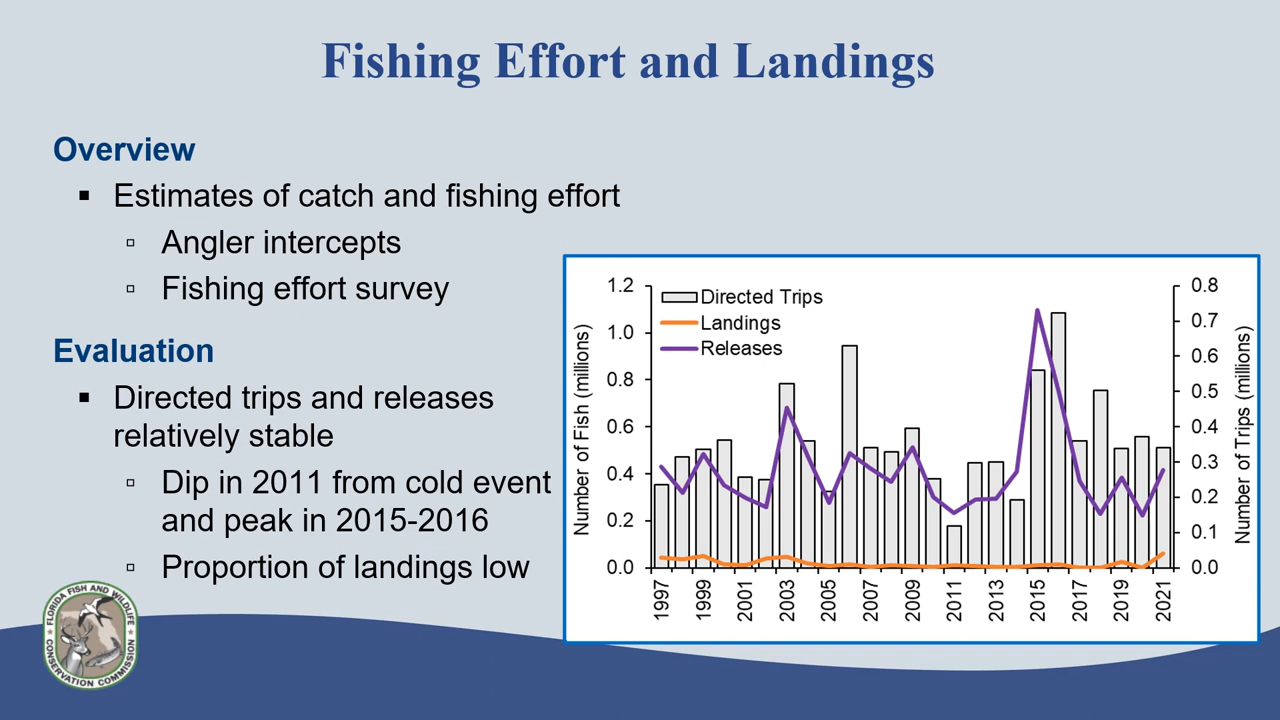 Fishing Effort and Landings
Overview
▪ Estimates of catch and fishing effort
▫ Angler intercepts
▫ Fishing effort survey
Evaluation
▪ Directed trips and releases
relatively stable
▫ Dip in 2011 from cold event
and peak in 2015-2016
▫ Proportion of landings low
Directed Trips
Landings
Releases
Number of Fish (millions)
1.2
1.0
0.8
0.6
0.4
0.2
0.0
0.8
0.7
0.6
0.5
0.4
0.3
0.2
0.1
0.0
Number of Trips (millions)
1997
1999
2001
2003
2005
2007
2009
2011
2013
2015
2017
2019
2021
FLORIDA FISH AND WILDLIFE
CONSERVATION COMMISSION